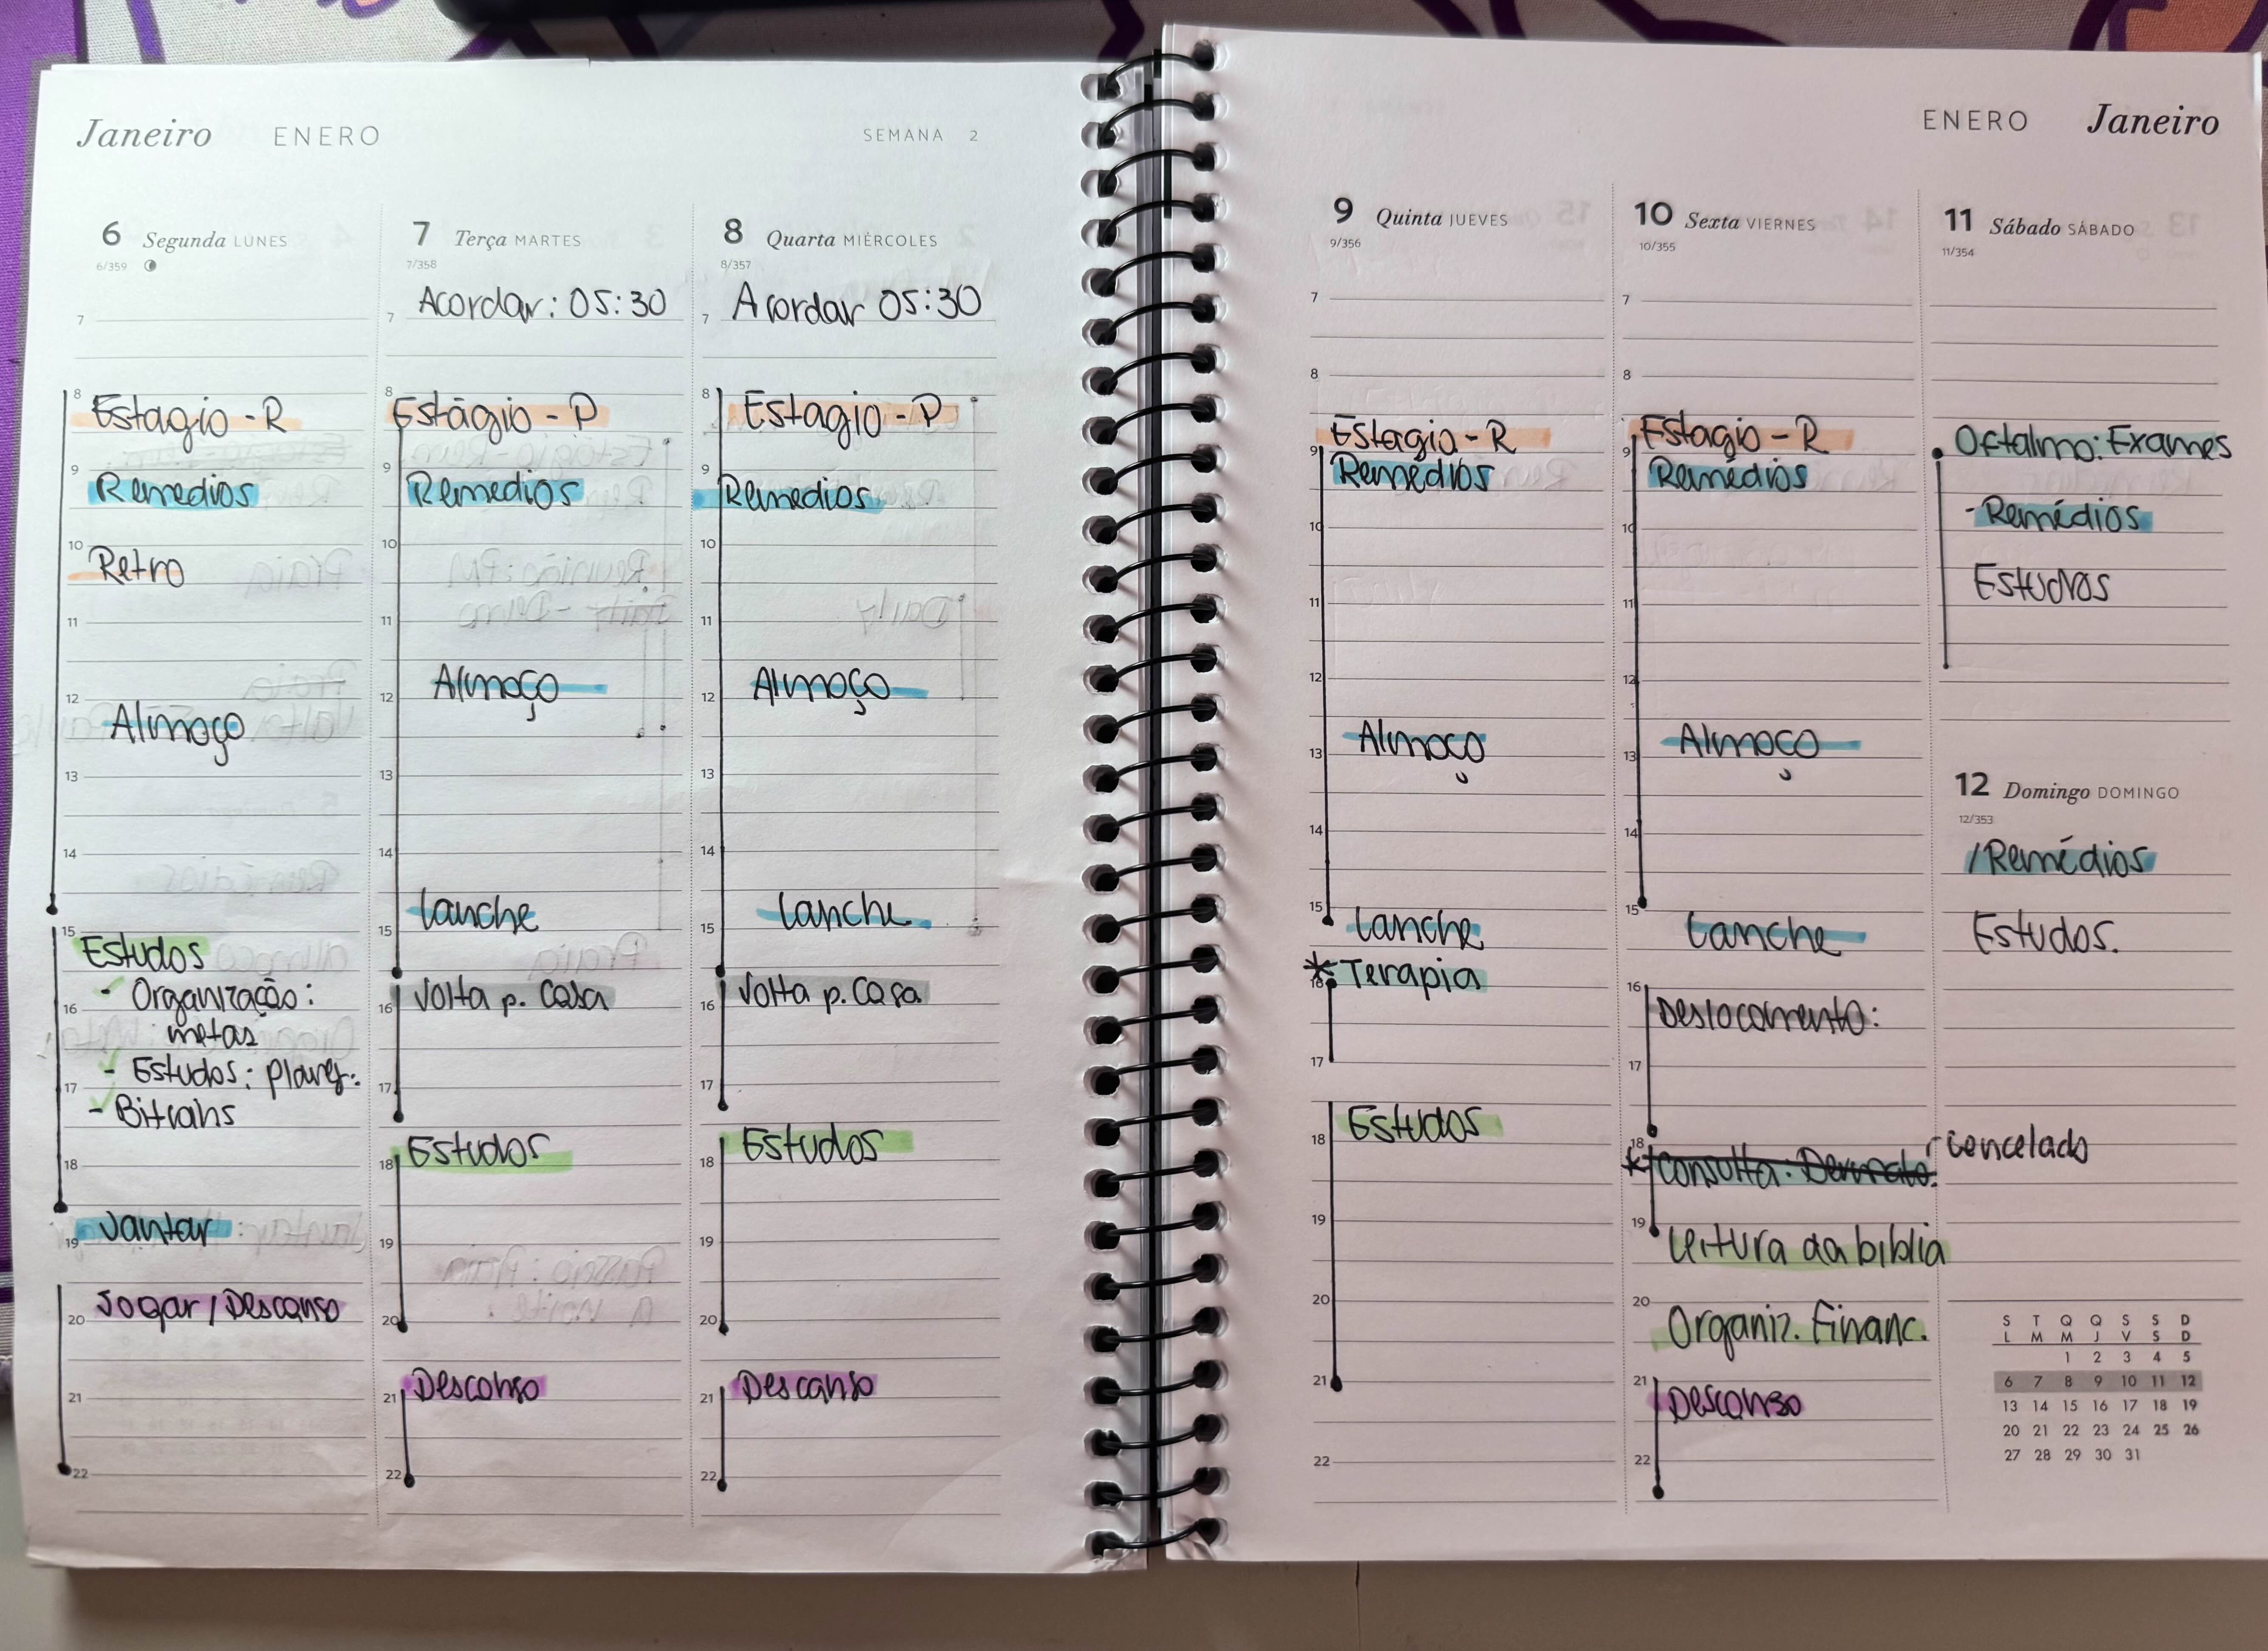 Janeiro ENERO
SEMANA 2
6 Segunda LUNES
6/359
7
8
Estagio - R
9
Remedios
10
Retro
11
12
Almoço
13
14
15
Estudos
- Organização:
metas
16
- Estudos: planej.
17
- Bitrains
18
Jantar
19
Jogar / Descanso
20
21
22
7 Terça MARTES
7/358
Acordar: 05:30
7
8
Estágio - P
9
Remedios
10
11
Almoço
12
13
14
Lanche
15
Volta p. casa
16
17
Estudos
18
19
20
Descanso
21
22
8 Quarta MIÉRCOLES
8/357
Acordar 05:30
7
8
Estagio - P
9
Remedios
10
11
Almoço
12
13
14
Lanche
15
Volta p. casa
16
17
Estudos
18
19
20
Descanso
21
22
ENERO Janeiro
9 Quinta JUEVES
9/356
7
8
Estagio - R
9
Remédios
10
11
12
Almoço
13
14
15
Lanche
* Terapia
16
17
Estudos
18
19
20
21
22
10 Sexta VIERNES
10/355
7
8
Estagio - R
9
Remédios
10
11
12
Almoço
13
14
15
Lanche
16
Deslocamento:
17
18
* Consulta: Dermato. cancelado
19
Leitura da biblia
20
Organiz. Financ.
21
Descanso
22
11 Sábado SÁBADO
11/354
Oftalmo: Exames
- Remédios
Estudos
12 Domingo DOMINGO
12/353
/ Remédios
Estudos.
S T Q Q S S D
L M M J V S D
1 2 3 4 5
6 7 8 9 10 11 12
13 14 15 16 17 18 19
20 21 22 23 24 25 26
27 28 29 30 31